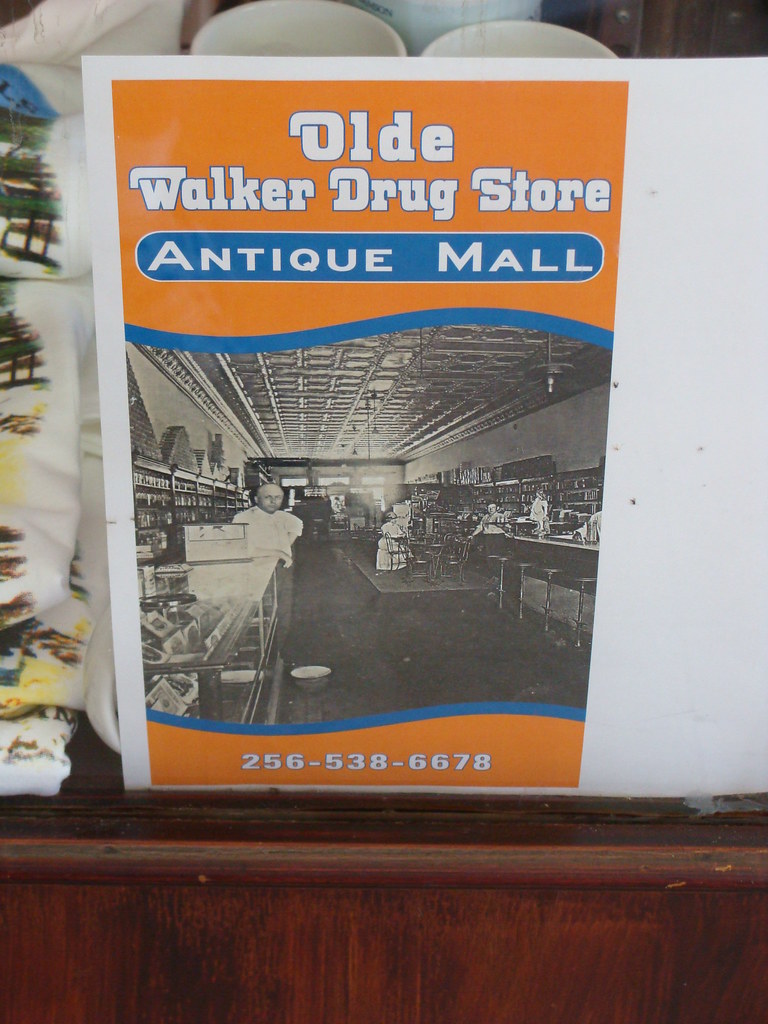 Olde
Walker Drug Store
ANTIQUE MALL
256-538-6678